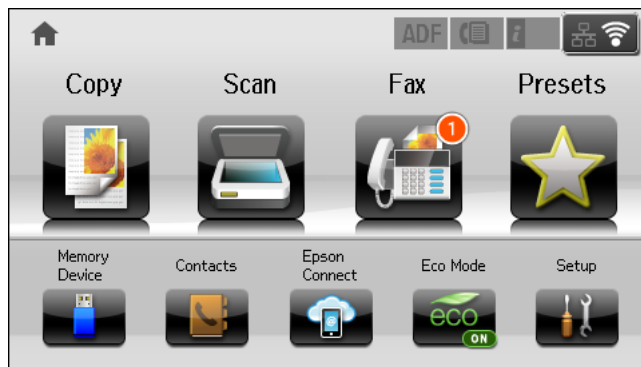 ADF i
Copy Scan Fax Presets
1
Memory Device Contacts Epson Connect Eco Mode Setup
eco
ON